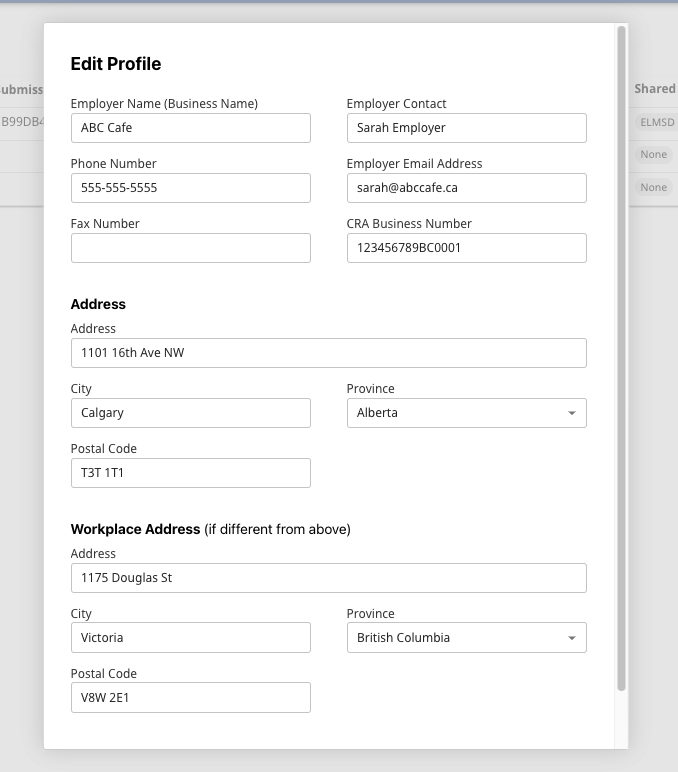 Edit Profile
Employer Name (Business Name) Employer Contact
ABC Cafe Sarah Employer
Phone Number Employer Email Address
555-555-5555 sarah@abccafe.ca
Fax Number CRA Business Number
123456789BC0001
Address
Address
1101 16th Ave NW
City Province
Calgary Alberta
Postal Code
T3T 1T1
Workplace Address (if different from above)
Address
1175 Douglas St
City Province
Victoria British Columbia
Postal Code
V8W 2E1
Shared
ELMSD
None
None